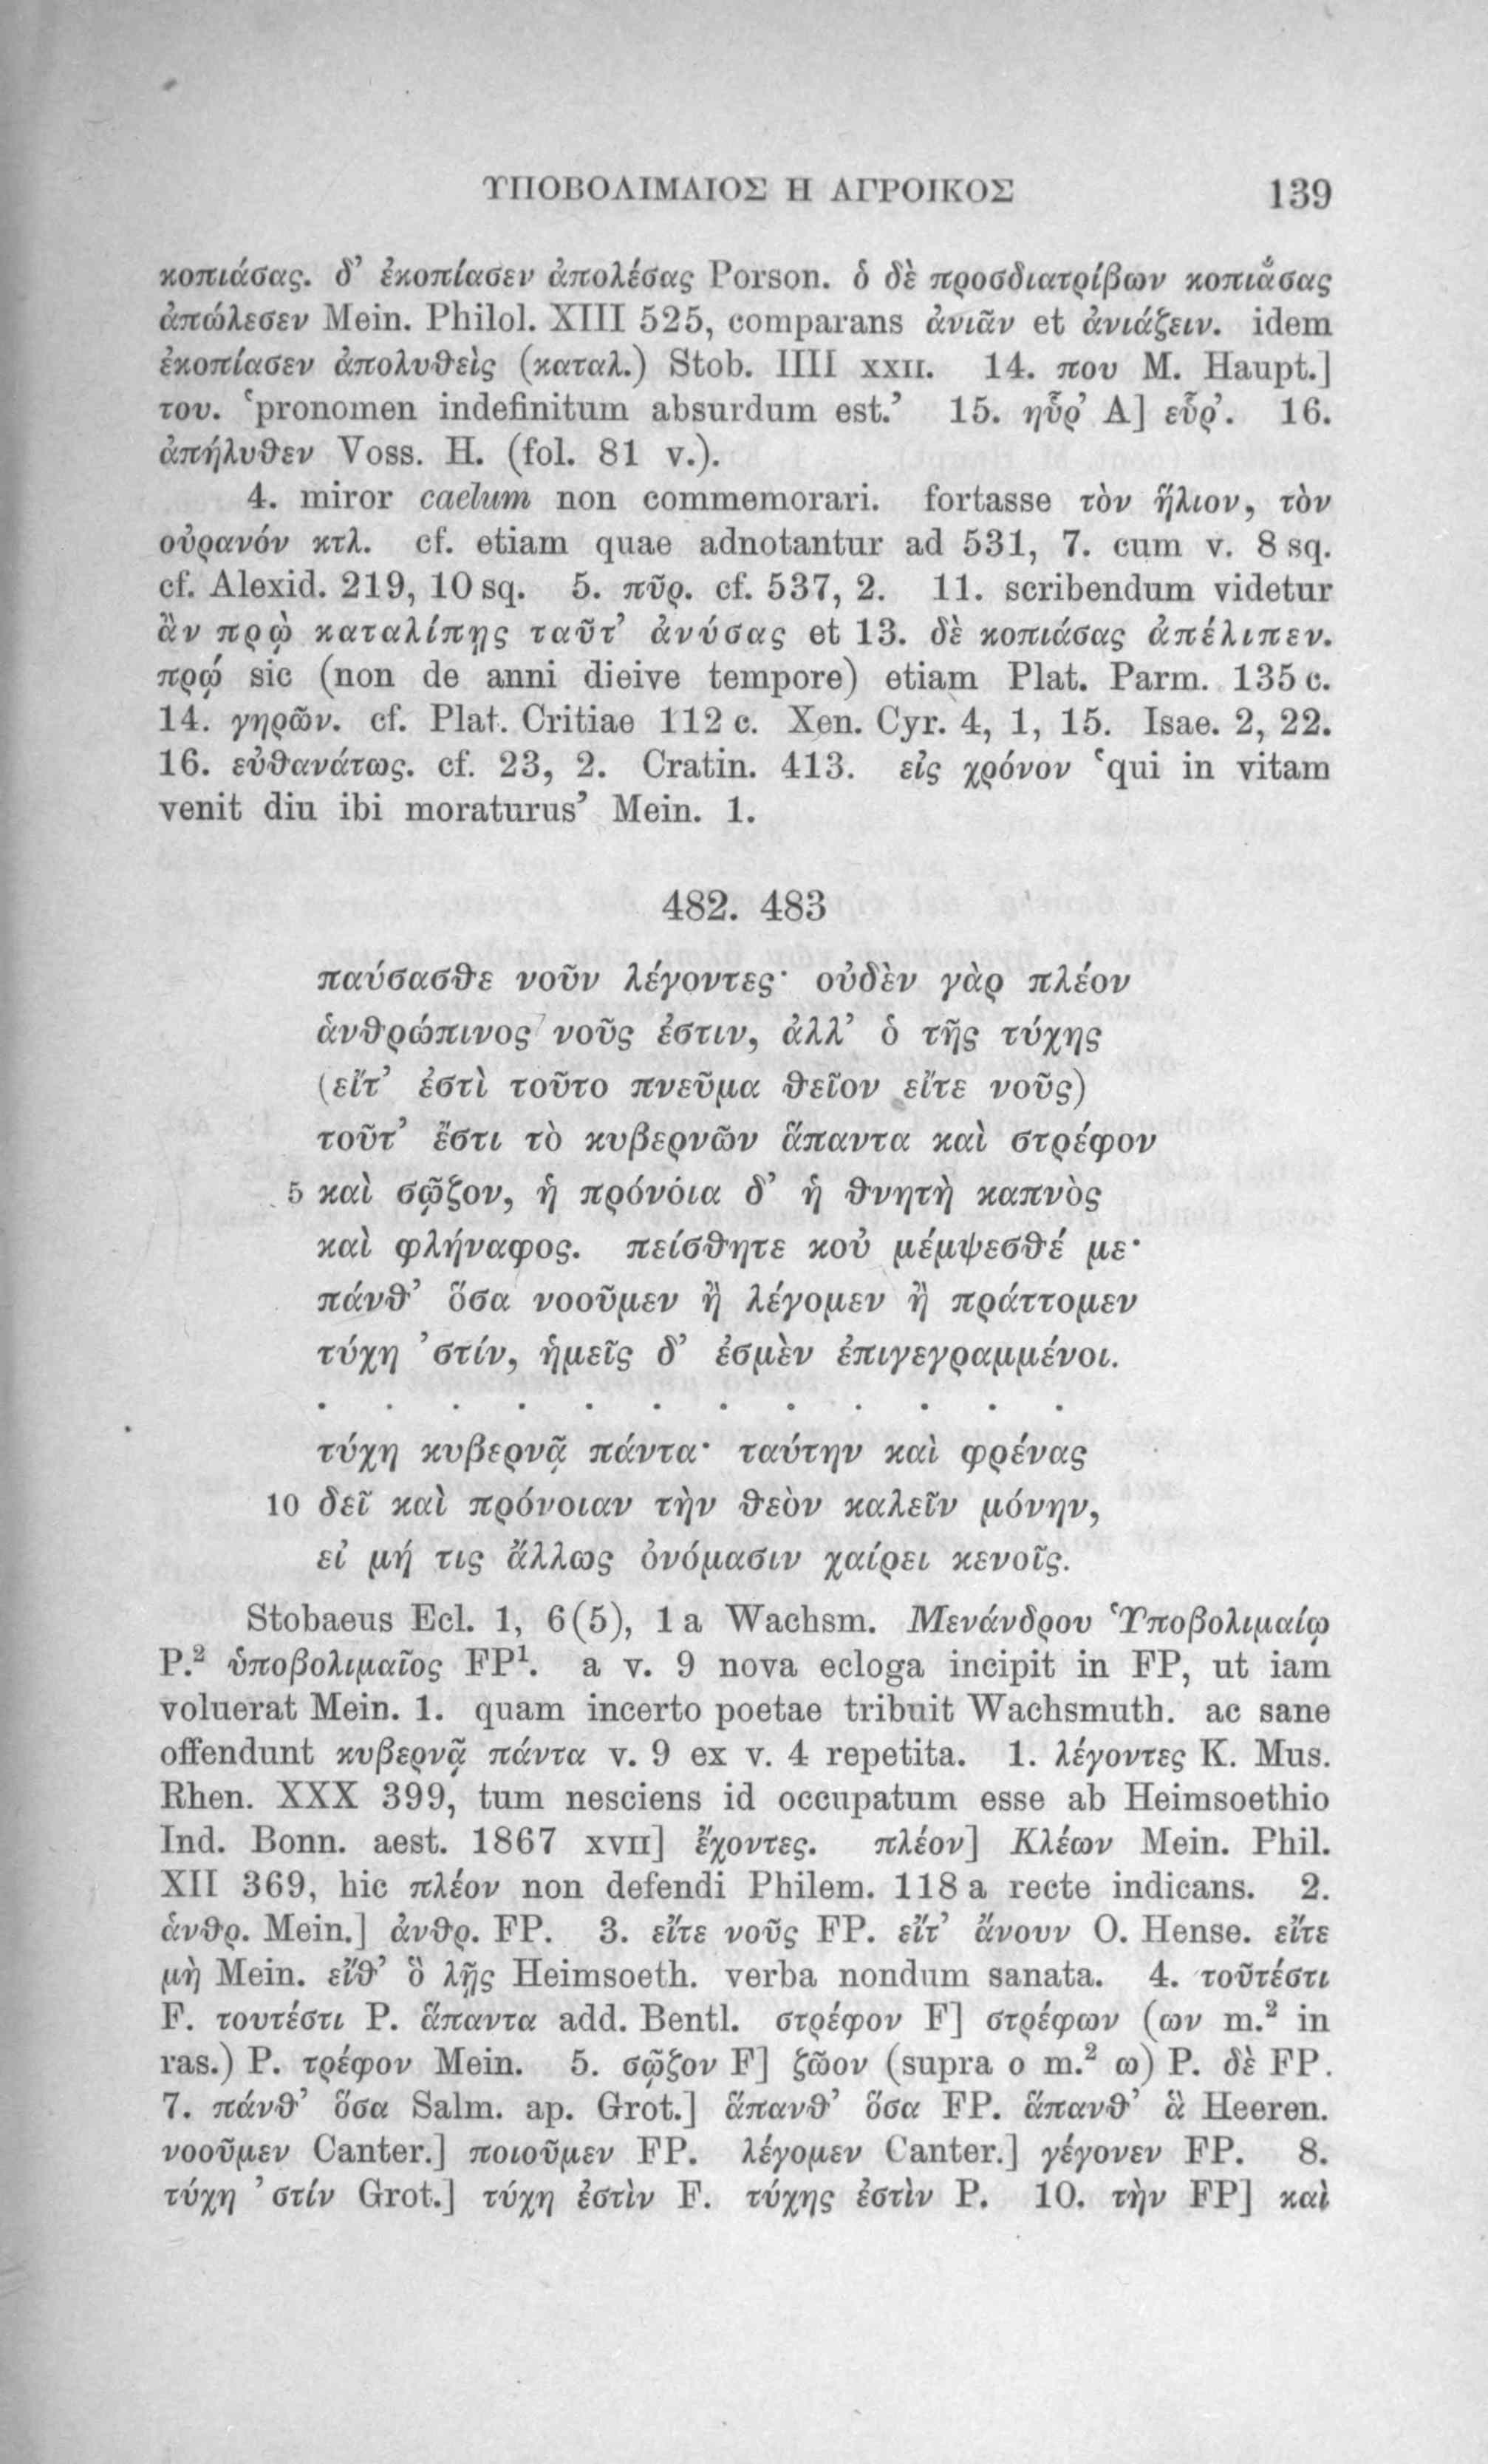 ΥΠΟΒΟΛΙΜΑΙΟΣ Η ΑΓΡΟΙΚΟΣ 139
κοπιάσας. δ’ ἐκοπίασεν ἀπολέσας Porson. ὁ δὲ προσδιατρίβων κοπιᾱ́σας
ἀπώλεσεν Mein. Philol. XIII 525, comparans ἀνιᾶν et ἀνιάζειν. idem
ἐκοπίασεν ἀπολυθεὶς (καταλ.) Stob. IIII XXII. 14. που M. Haupt.]
του. ‘pronomen indefinitum absurdum est.’ 15. ηὗρ’ A] εὗρ’. 16.
ἀπήλυθεν Voss. H. (fol. 81 v.).
4. miror caelum non commemorari. fortasse τὸν ἥλιον, τὸν
οὐρανόν κτλ. cf. etiam quae adnotantur ad 531, 7. cum v. 8 sq.
cf. Alexid. 219, 10 sq. 5. πῦρ. cf. 537, 2. 11. scribendum videtur
ἂν πρῲ καταλίπῃς ταῦτ’ ἀνύσας et 13. δὲ κοπιάσας ἀπέλιπεν.
πρῴ sic (non de anni dieive tempore) etiam Plat. Parm. 135 c.
14. γηρῶν. cf. Plat. Critiae 112 c. Xen. Cyr. 4, 1, 15. Isae. 2, 22.
16. εὐθανάτως. cf. 23, 2. Cratin. 413. εἰς χρόνον ‘qui in vitam
venit diu ibi moraturus’ Mein. 1.
482. 483
παύσασθε νοῦν λέγοντες· οὐδὲν γὰρ πλέον
ἁνθρώπινος νοῦς ἐστιν, ἀλλ’ ὁ τῆς τύχης
(εἴτ’ ἐστὶ τοῦτο πνεῦμα θεῖον εἴτε νοῦς)
τοῦτ’ ἔστι τὸ κυβερνῶν ἅπαντα καὶ στρέφον
5 καὶ σῷζον, ἡ πρόνοια δ’ ἡ θνητὴ καπνὸς
καὶ φλήναφος. πείσθητε κοὐ μέμψεσθέ με·
πάνθ’ ὅσα νοοῦμεν ἢ λέγομεν ἢ πράττομεν
τύχη ’στίν, ἡμεῖς δ’ ἐσμὲν ἐπιγεγραμμένοι.
. . . . . . . . . . . .
τύχη κυβερνᾷ πάντα· ταύτην καὶ φρένας
10 δεῖ καὶ πρόνοιαν τὴν θεὸν καλεῖν μόνην,
εἰ μή τις ἄλλως ὀνόμασιν χαίρει κενοῖς.
Stobaeus Ecl. 1, 6(5), 1 a Wachsm. Μενάνδρου Ὑποβολιμαίῳ
P.² ὑποβολιμαῖος FP¹. a v. 9 nova ecloga incipit in FP, ut iam
voluerat Mein. 1. quam incerto poetae tribuit Wachsmuth. ac sane
offendunt κυβερνᾷ πάντα v. 9 ex v. 4 repetita. 1. λέγοντες K. Mus.
Rhen. XXX 399, tum nesciens id occupatum esse ab Heimsoethio
Ind. Bonn. aest. 1867 XVII] ἔχοντες. πλέον] Κλέων Mein. Phil.
XII 369, hic πλέον non defendi Philem. 118 a recte indicans. 2.
ἁνθρ. Mein.] ἀνθρ. FP. 3. εἴτε νοῦς FP. εἴτ’ ἄνουν O. Hense. εἴτε
μὴ Mein. εἴθ’ ὃ λῇς Heimsoeth. verba nondum sanata. 4. τοῦτέστι
F. τουτέστι P. ἅπαντα add. Bentl. στρέφον F] στρέφων (ων m.² in
ras.) P. τρέφον Mein. 5. σῷζον F] ζῶον (supra ο m.² ω) P. δὲ FP.
7. πάνθ’ ὅσα Salm. ap. Grot.] ἅπανθ’ ὅσα FP. ἅπανθ’ ἃ Heeren.
νοοῦμεν Canter.] ποιοῦμεν FP. λέγομεν Canter.] γέγονεν FP. 8.
τύχη ’στίν Grot.] τύχη ἐστὶν F. τύχης ἐστὶν P. 10. τὴν FP] καὶ